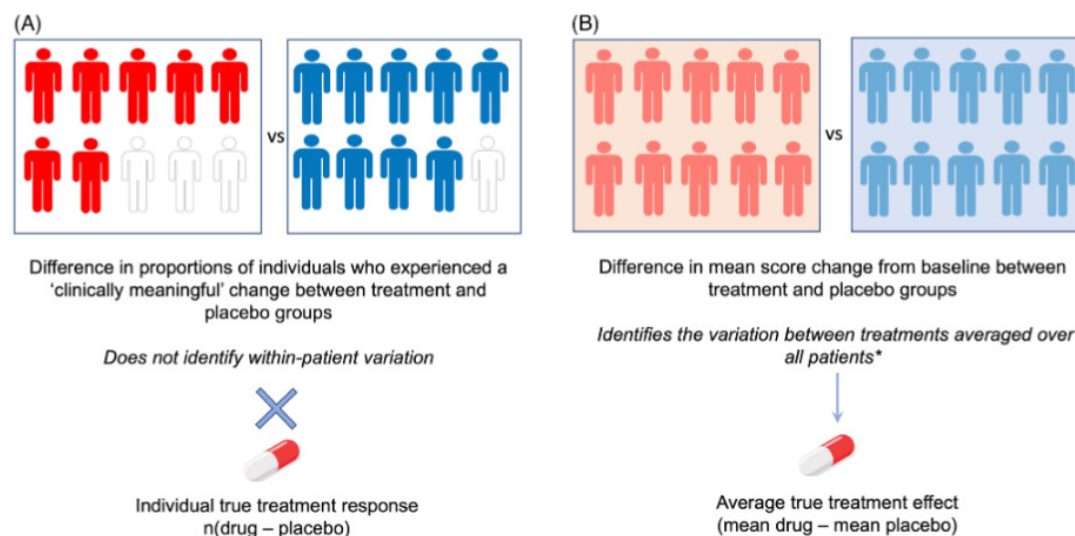 (A)
vs
Difference in proportions of individuals who experienced a
‘clinically meaningful’ change between treatment and
placebo groups
Does not identify within-patient variation
Individual true treatment response
n(drug – placebo)
(B)
vs
Difference in mean score change from baseline between
treatment and placebo groups
Identifies the variation between treatments averaged over
all patients*
Average true treatment effect
(mean drug – mean placebo)